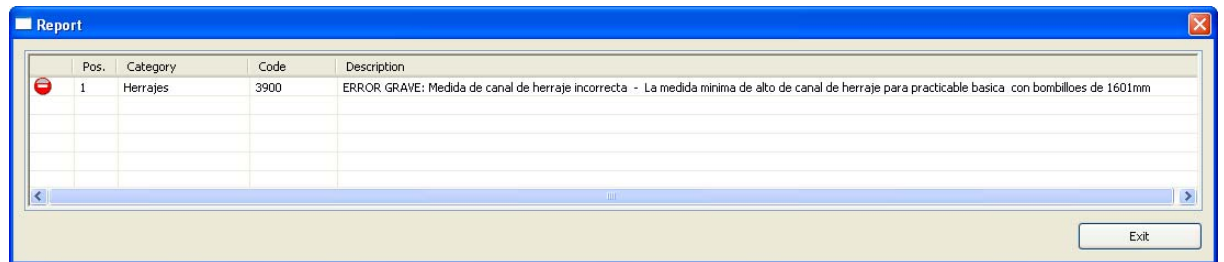 Report
Pos. Category Code Description
1 Herrajes 3900 ERROR GRAVE: Medida de canal de herraje incorrecta - La medida minima de alto de canal de herraje para practicable basica con bombilloes de 1601mm
Exit